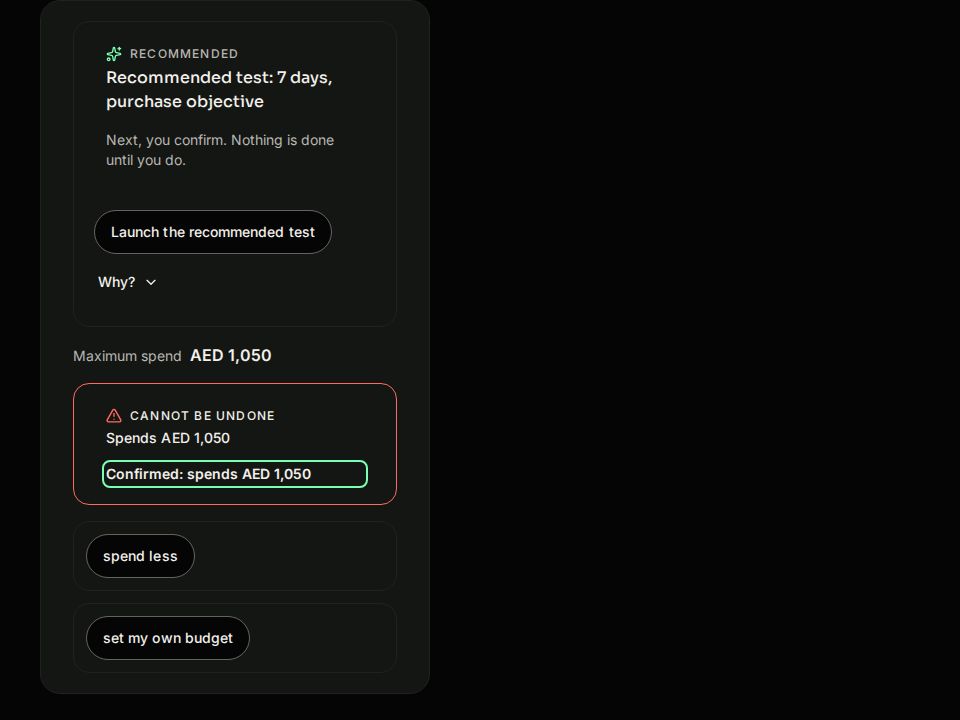 RECOMMENDED
Recommended test: 7 days,
purchase objective
Next, you confirm. Nothing is done
until you do.
Launch the recommended test
Why?
Maximum spend AED 1,050
CANNOT BE UNDONE
Spends AED 1,050
Confirmed: spends AED 1,050
spend less
set my own budget